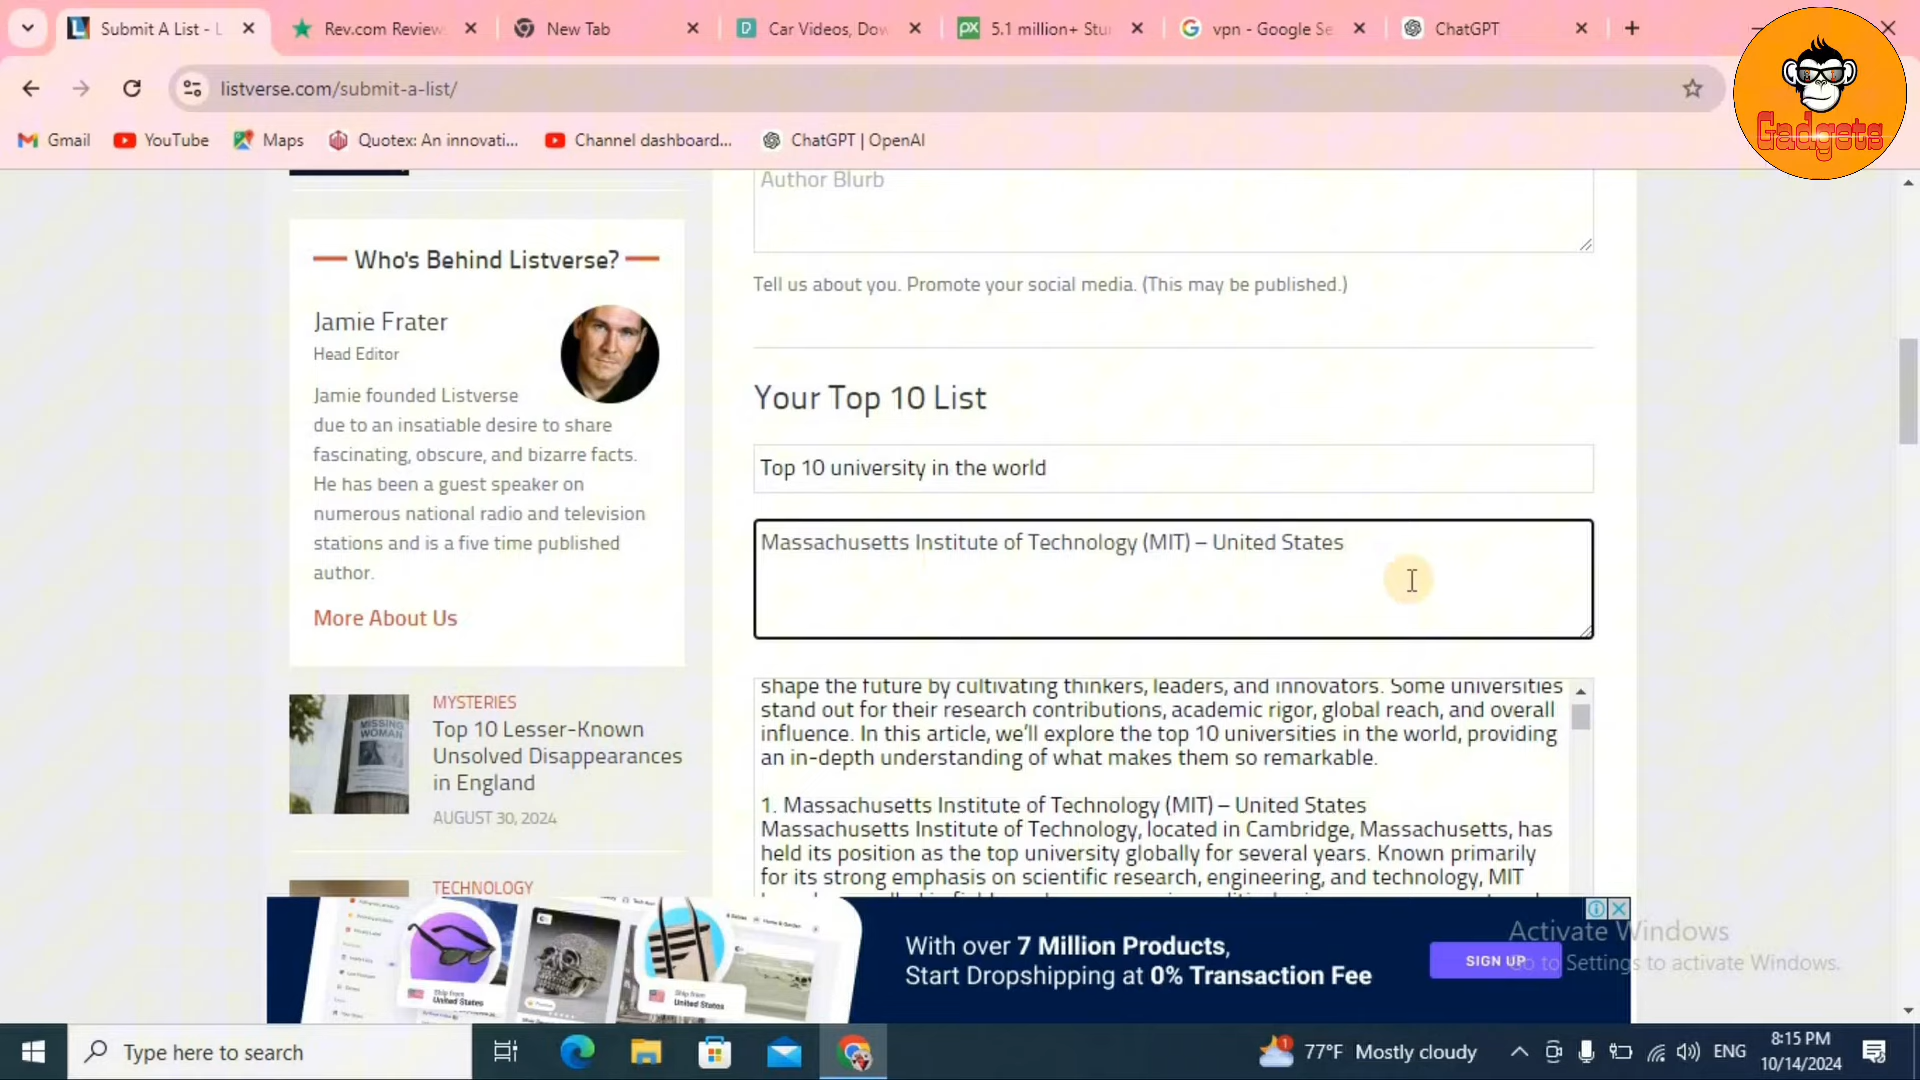 Submit A List - L
Rev.com Review
New Tab
Car Videos, Dow
PX
5.1 million+ Stu
vpn - Google Se
ChatGPT
listverse.com/submit-a-list/
Gadgets
Gmail
YouTube
Maps
Quotex: An innovati...
Channel dashboard...
ChatGPT | OpenAI
Author Blurb
Tell us about you. Promote your social media. (This may be published.)
Who's Behind Listverse?
Jamie Frater
Head Editor
Jamie founded Listverse
due to an insatiable desire to share
fascinating, obscure, and bizarre facts.
He has been a guest speaker on
numerous national radio and television
stations and is a five time published
author.
More About Us
MISSING
WOMAN
MYSTERIES
Top 10 Lesser-Known
Unsolved Disappearances
in England
AUGUST 30, 2024
TECHNOLOGY
Your Top 10 List
Top 10 university in the world
Massachusetts Institute of Technology (MIT) – United States
shape the future by cultivating thinkers, leaders, and innovators. Some universities
stand out for their research contributions, academic rigor, global reach, and overall
influence. In this article, we'll explore the top 10 universities in the world, providing
an in-depth understanding of what makes them so remarkable.
1. Massachusetts Institute of Technology (MIT) – United States
Massachusetts Institute of Technology, located in Cambridge, Massachusetts, has
held its position as the top university globally for several years. Known primarily
for its strong emphasis on scientific research, engineering, and technology, MIT
Ship from
United States
Ship from
United States
With over 7 Million Products,
Start Dropshipping at 0% Transaction Fee
SIGN UP
Activate Windows
Go to Settings to activate Windows.
Type here to search
1
77°F Mostly cloudy
ENG
8:15 PM
10/14/2024